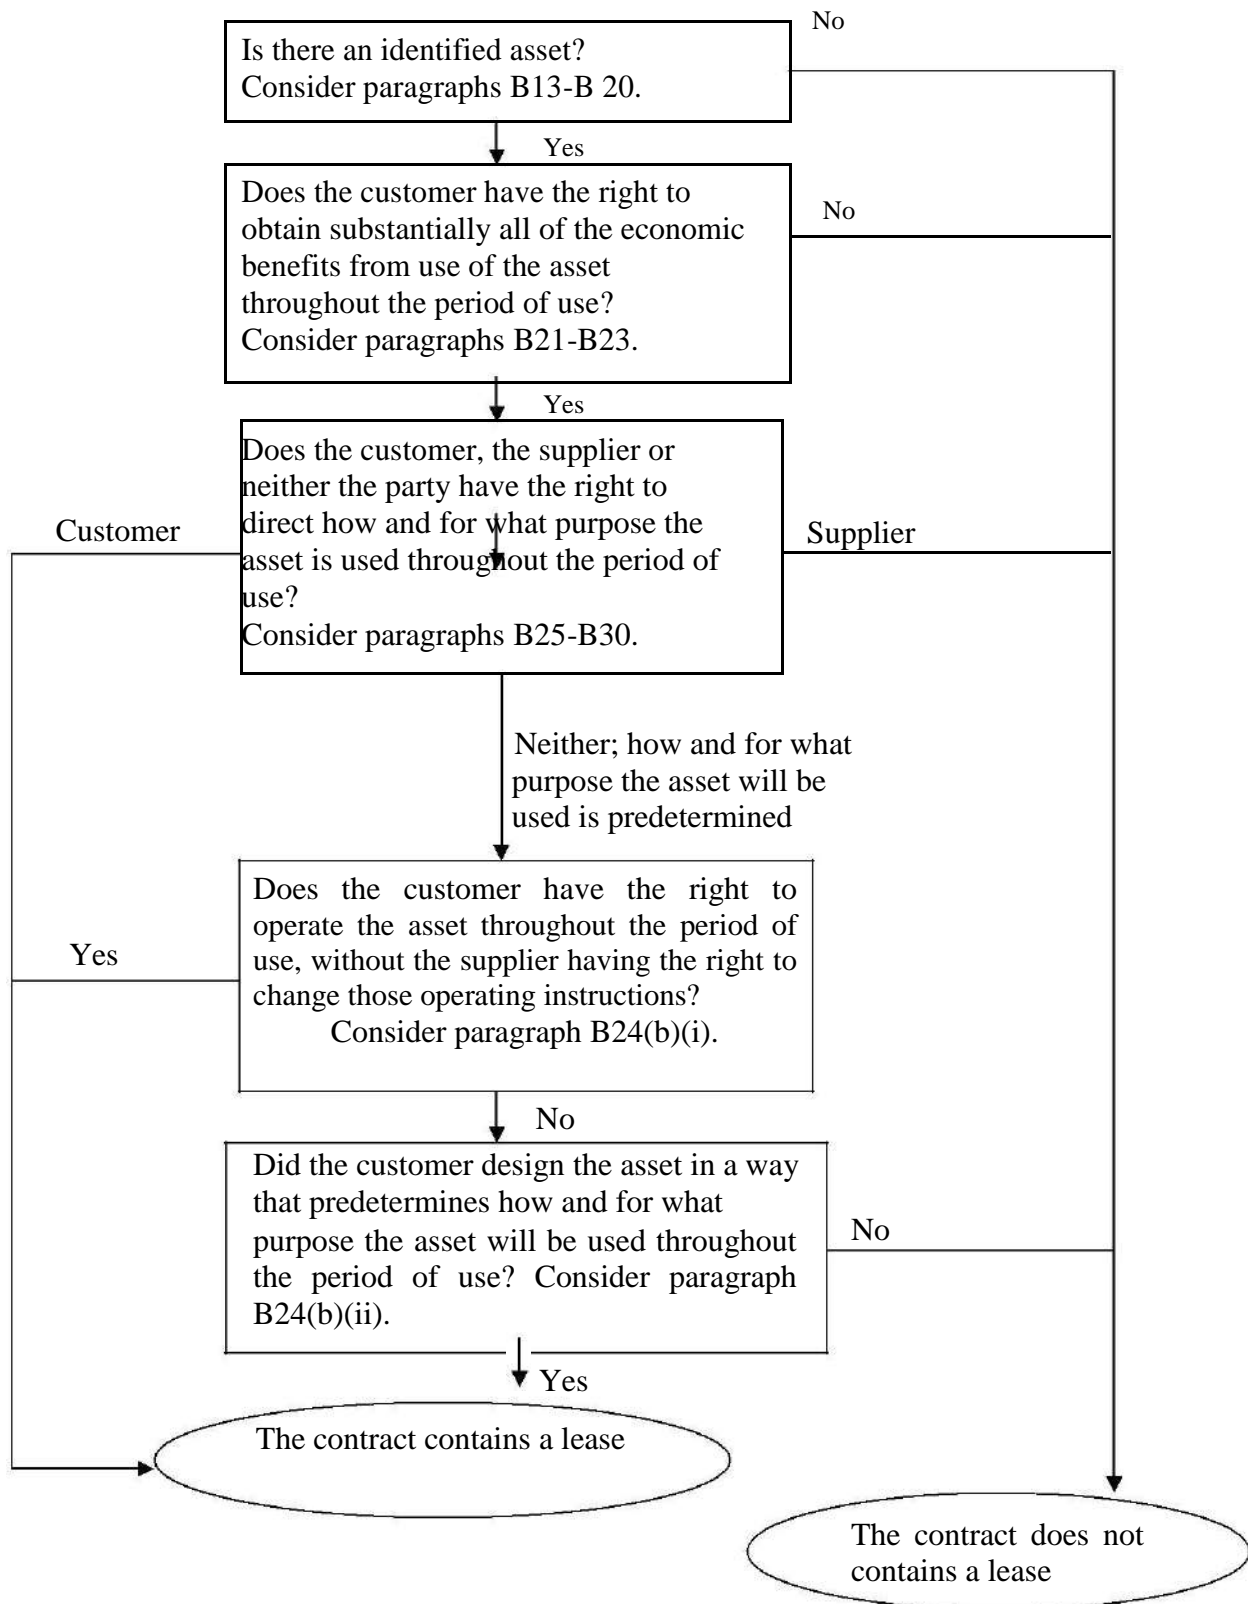 No
Is there an identified asset?
Consider paragraphs B13-B 20.
Yes
Does the customer have the right to
obtain substantially all of the economic
benefits from use of the asset
throughout the period of use?
Consider paragraphs B21-B23.
No
Yes
Does the customer, the supplier or
neither the party have the right to
direct how and for what purpose the
asset is used throughout the period of
use?
Consider paragraphs B25-B30.
Customer
Supplier
Neither; how and for what
purpose the asset will be
used is predetermined
Does the customer have the right to
operate the asset throughout the period of
use, without the supplier having the right to
change those operating instructions?
Consider paragraph B24(b)(i).
Yes
No
Did the customer design the asset in a way
that predetermines how and for what
purpose the asset will be used throughout
the period of use? Consider paragraph
B24(b)(ii).
No
Yes
The contract contains a lease
The contract does not
contains a lease